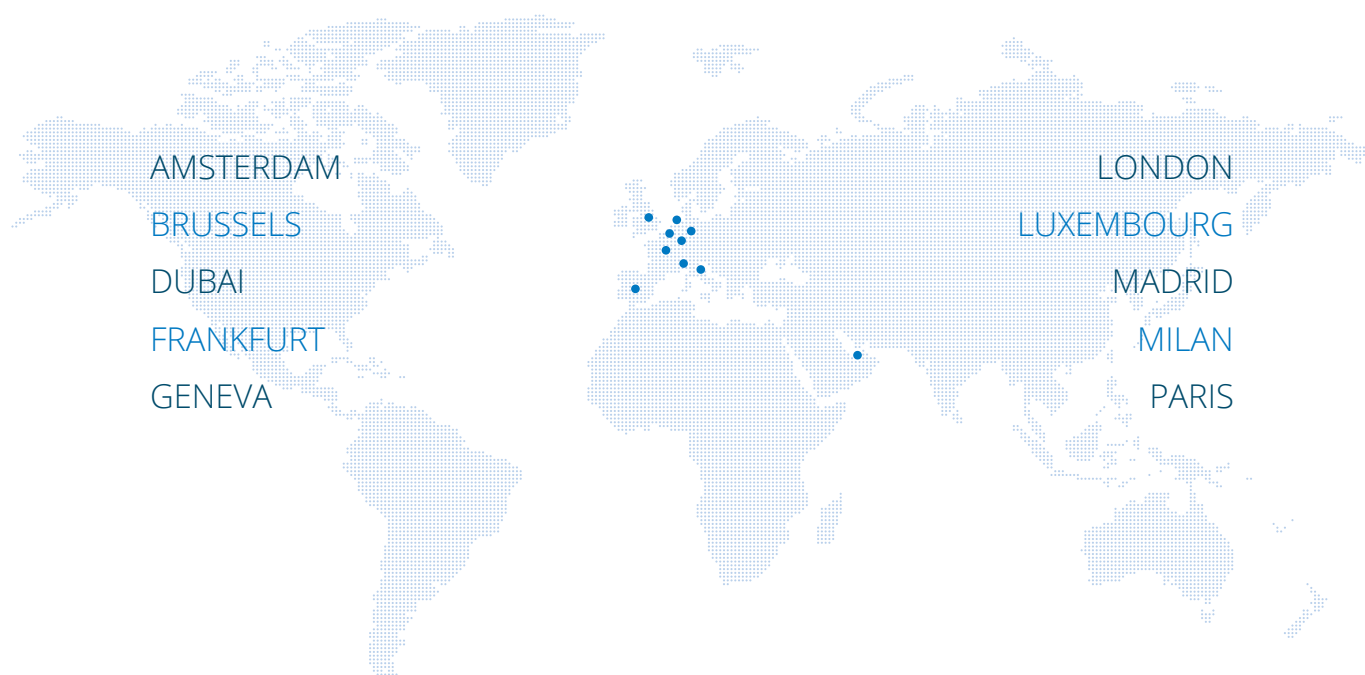 AMSTERDAM
BRUSSELS
DUBAI
FRANKFURT
GENEVA
LONDON
LUXEMBOURG
MADRID
MILAN
PARIS